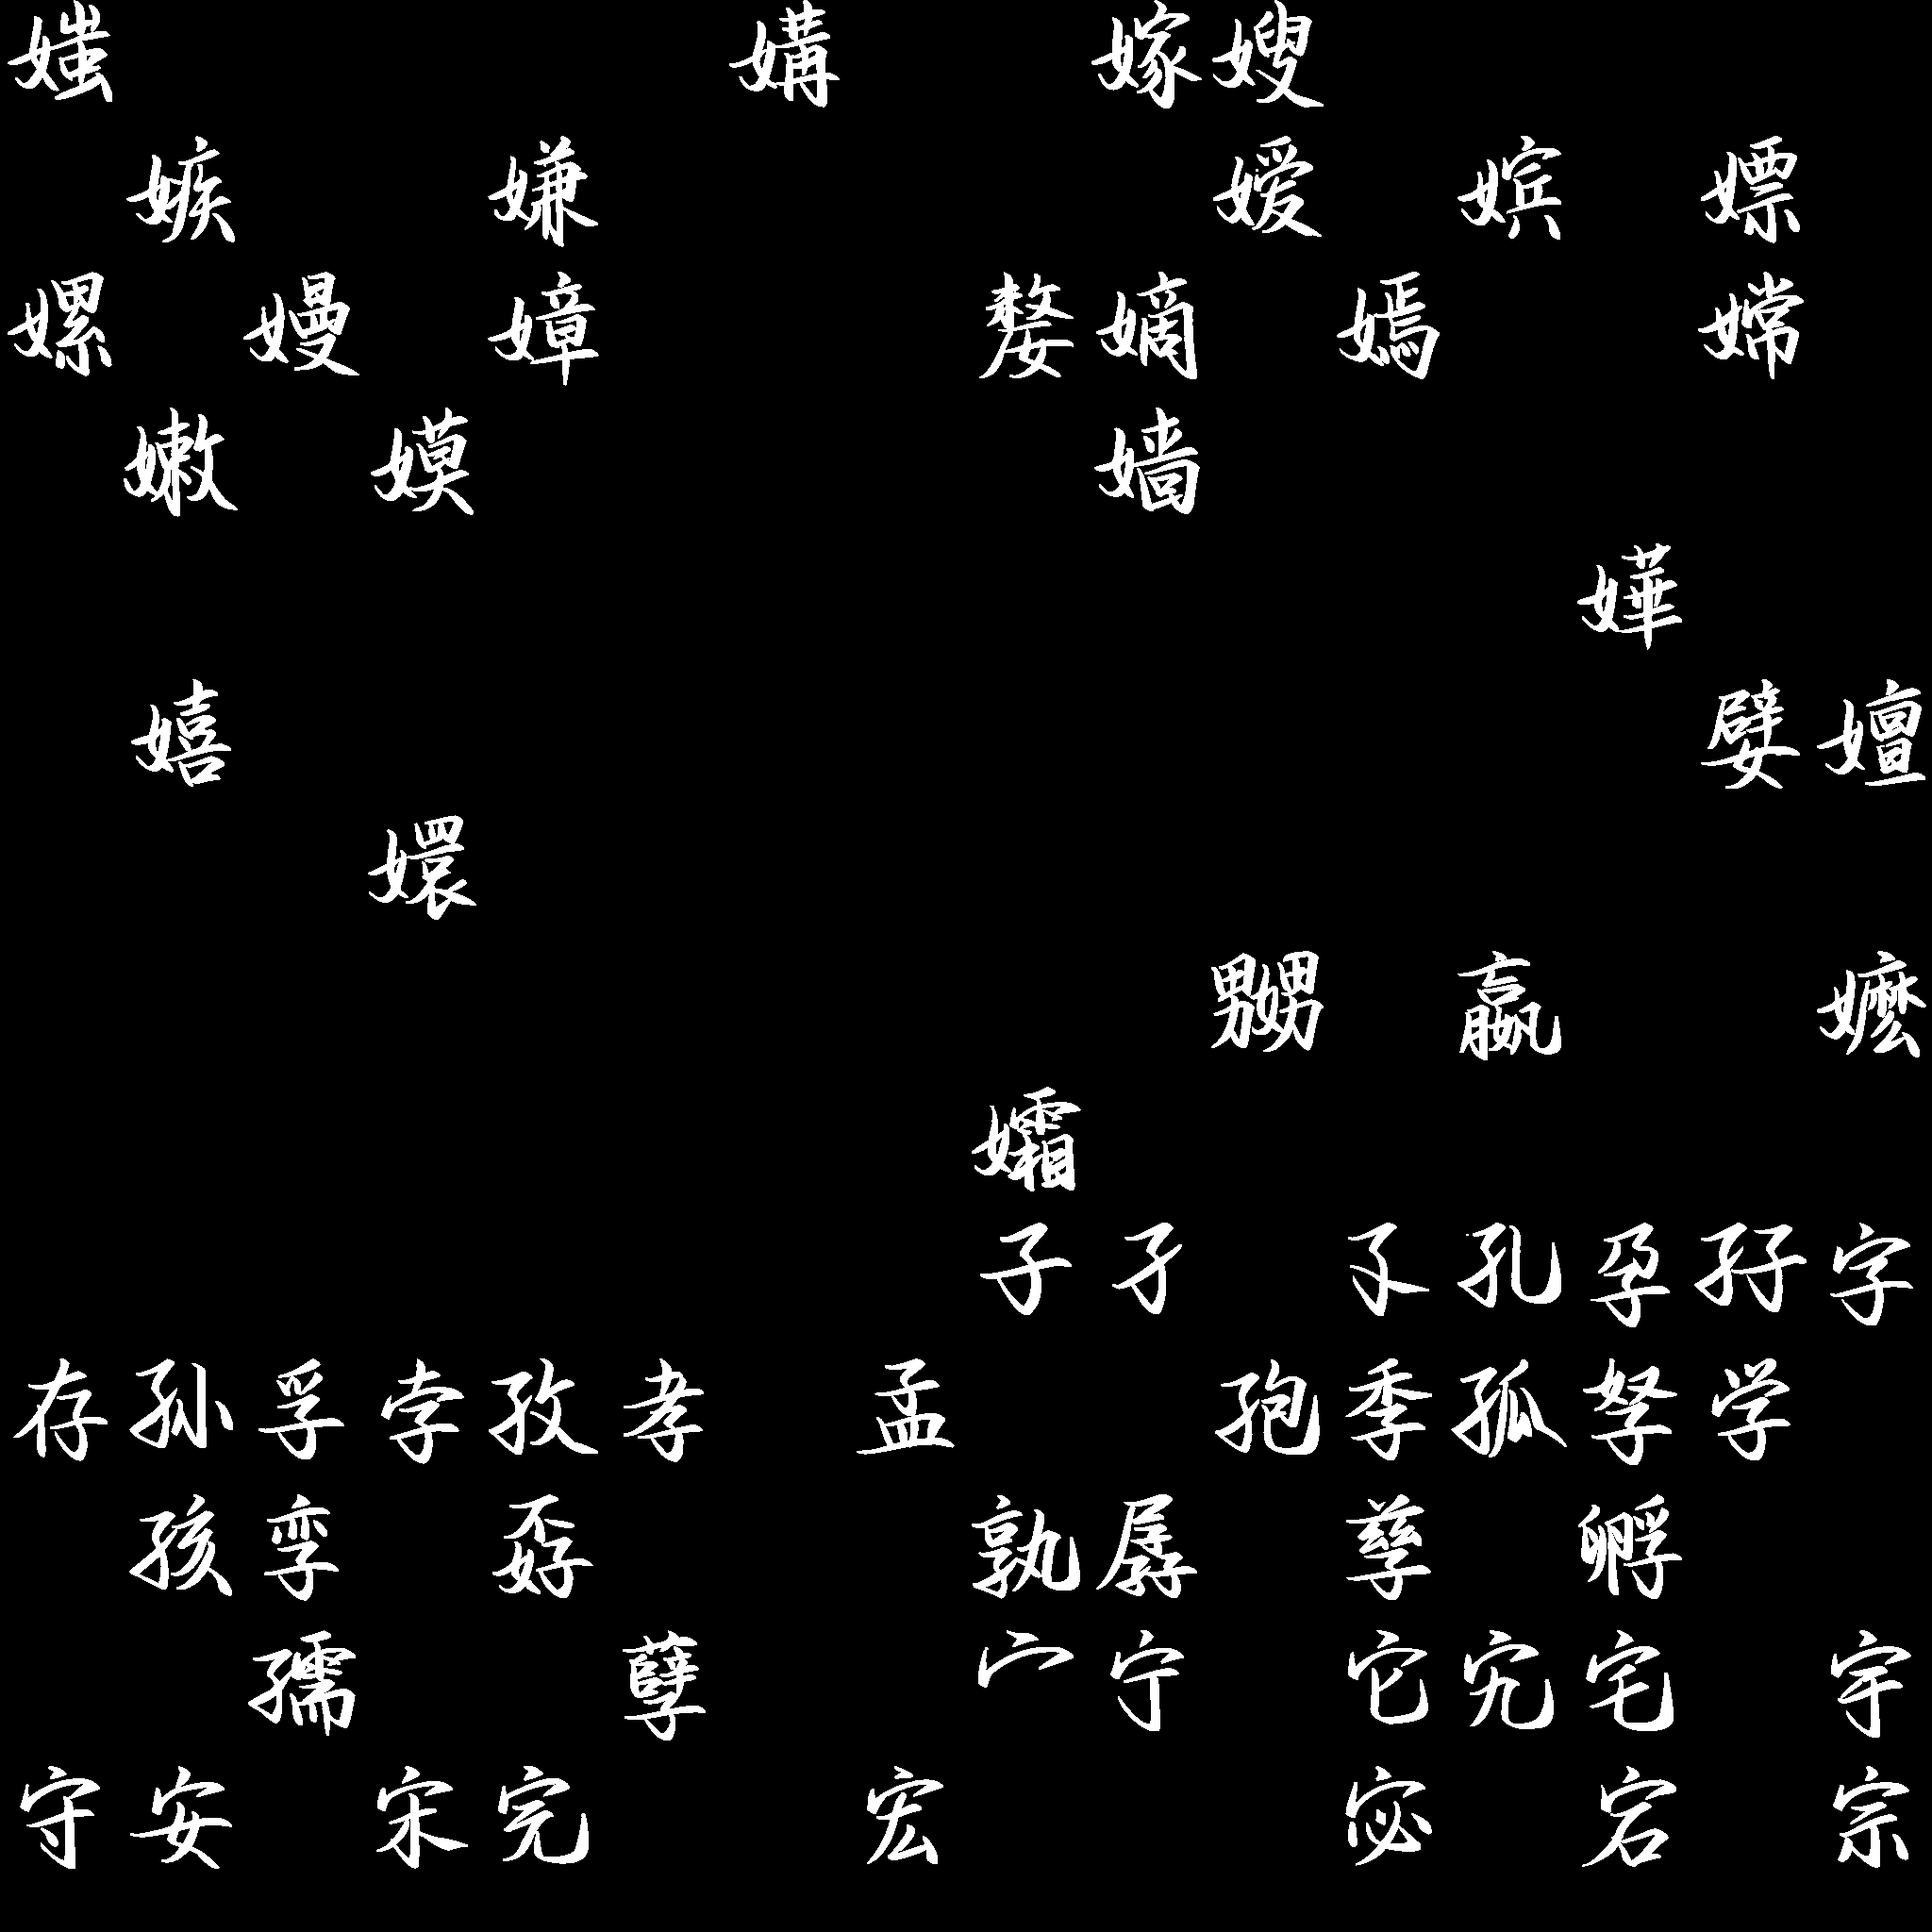 媸 媾 嫁 嫂
嫉 嫌 嫒 嫔 嫖
嫘 嫚 嫜 嫠 嫡 嫣 嫦
嫩 嫫 嫱
嬅
嬉 嬖 嬗
嬛
嬲 嬴 嬷
孀
子 孑 孓 孔 孕 孖 字
存 孙 孚 孛 孜 孝 孟 孢 季 孤 孥 学
孩 孪 孬 孰 孱 孳 孵
孺 孽 宀 宁 它 宄 宅 宇
守 安 宋 完 宏 宓 宕 宗